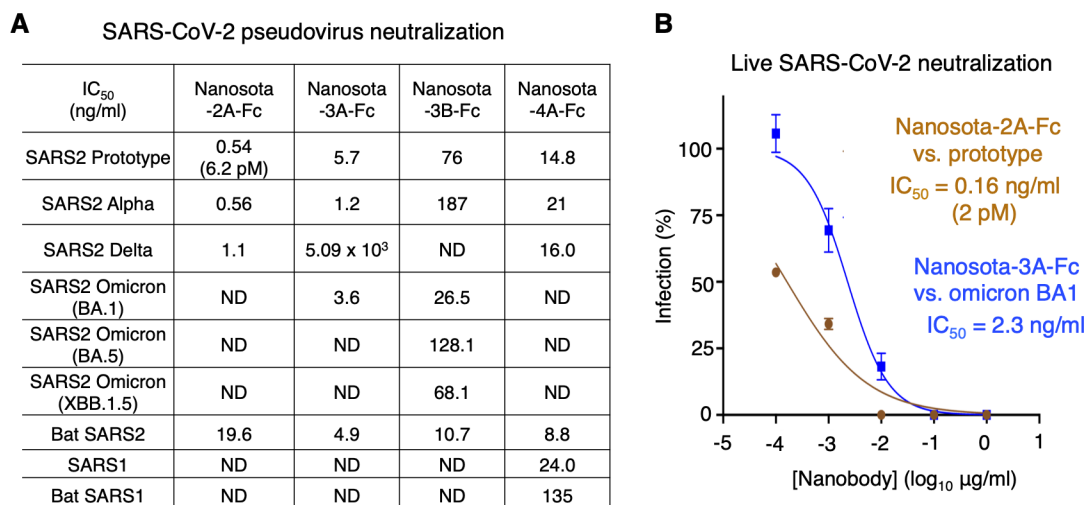 A
SARS-CoV-2 pseudovirus neutralization
IC50 (ng/ml) Nanosota-2A-Fc Nanosota-3A-Fc Nanosota-3B-Fc Nanosota-4A-Fc
SARS2 Prototype 0.54 (6.2 pM) 5.7 76 14.8
SARS2 Alpha 0.56 1.2 187 21
SARS2 Delta 1.1 5.09 x 10³ ND 16.0
SARS2 Omicron (BA.1) ND 3.6 26.5 ND
SARS2 Omicron (BA.5) ND ND 128.1 ND
SARS2 Omicron (XBB.1.5) ND ND 68.1 ND
Bat SARS2 19.6 4.9 10.7 8.8
SARS1 ND ND ND 24.0
Bat SARS1 ND ND ND 135
B
Live SARS-CoV-2 neutralization
Nanosota-2A-Fc
vs. prototype
IC50 = 0.16 ng/ml
(2 pM)
Nanosota-3A-Fc
vs. omicron BA1
IC50 = 2.3 ng/ml
Infection (%)
100
75
50
25
0
-5 -4 -3 -2 -1 0 1
[Nanobody] (log10 µg/ml)